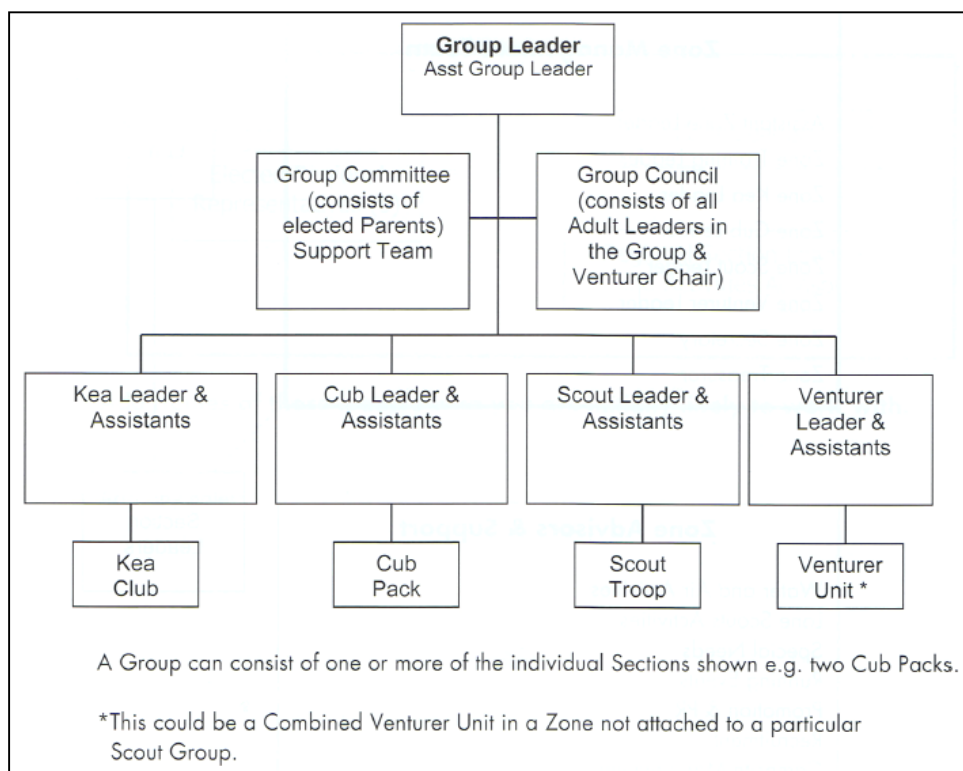 Group Leader
Asst Group Leader
Group Committee
(consists of
elected Parents)
Support Team
Group Council
(consists of all
Adult Leaders in
the Group &
Venturer Chair)
Kea Leader &
Assistants
Cub Leader &
Assistants
Scout Leader &
Assistants
Venturer
Leader &
Assistants
Kea
Club
Cub
Pack
Scout
Troop
Venturer
Unit *
A Group can consist of one or more of the individual Sections shown e.g. two Cub Packs.
*This could be a Combined Venturer Unit in a Zone not attached to a particular
Scout Group.